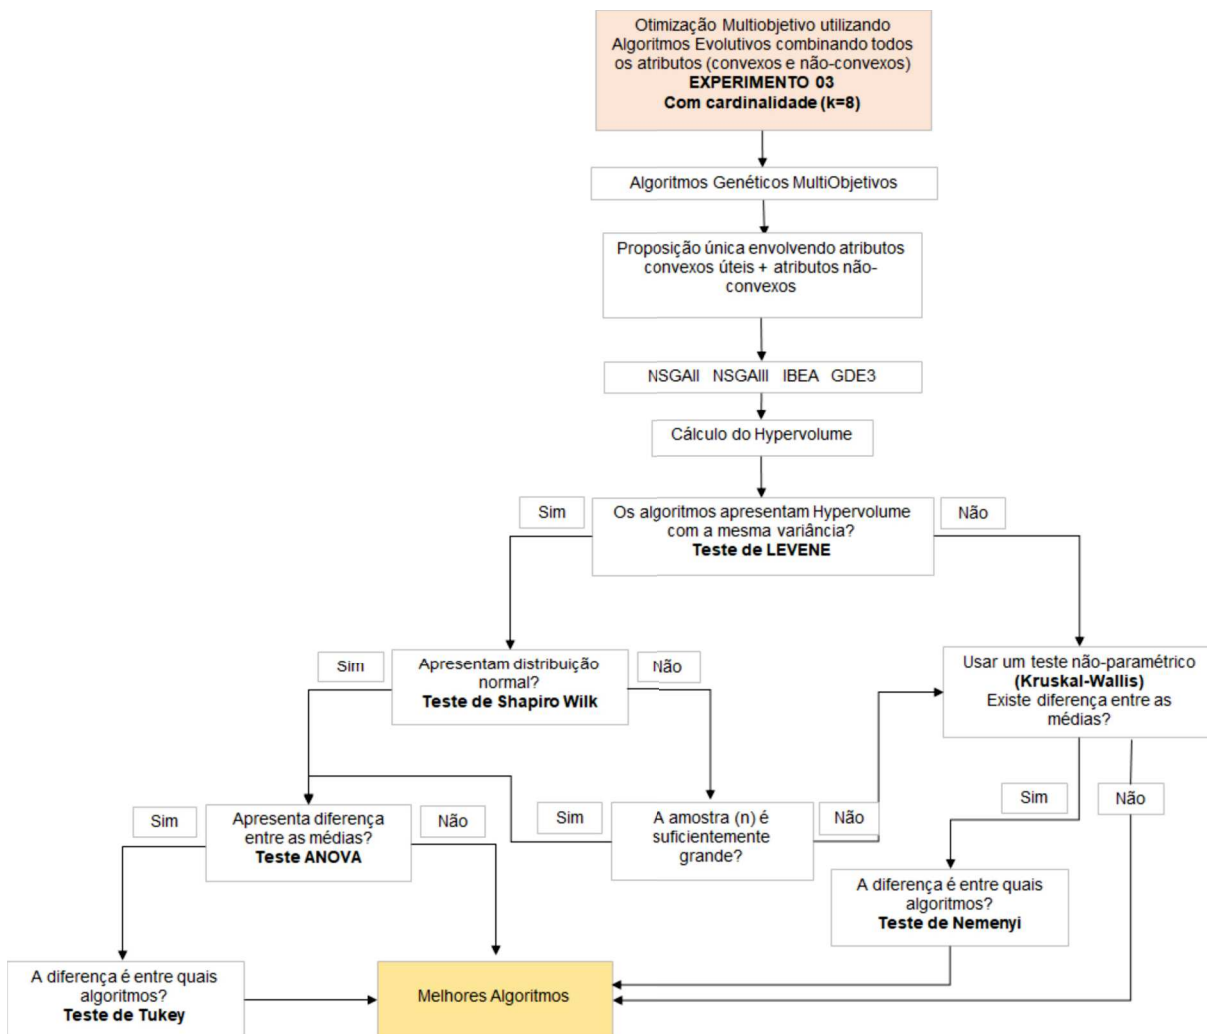 Otimização Multiobjetivo utilizando
Algoritmos Evolutivos combinando todos
os atributos (convexos e não-convexos)
EXPERIMENTO 03
Com cardinalidade (k=8)
Algoritmos Genéticos MultiObjetivos
Proposição única envolvendo atributos
convexos úteis + atributos não-
convexos
NSGAII NSGAIII IBEA GDE3
Cálculo do Hypervolume
Sim
Os algoritmos apresentam Hypervolume
com a mesma variância?
Teste de LEVENE
Não
Sim
Apresentam distribuição
normal?
Teste de Shapiro Wilk
Não
Usar um teste não-paramétrico
(Kruskal-Wallis)
Existe diferença entre as
médias?
Sim
Apresenta diferença
entre as médias?
Teste ANOVA
Não
Sim
A amostra (n) é
suficientemente
grande?
Não
Sim
Não
A diferença é entre quais
algoritmos?
Teste de Nemenyi
A diferença é entre quais
algoritmos?
Teste de Tukey
Melhores Algoritmos